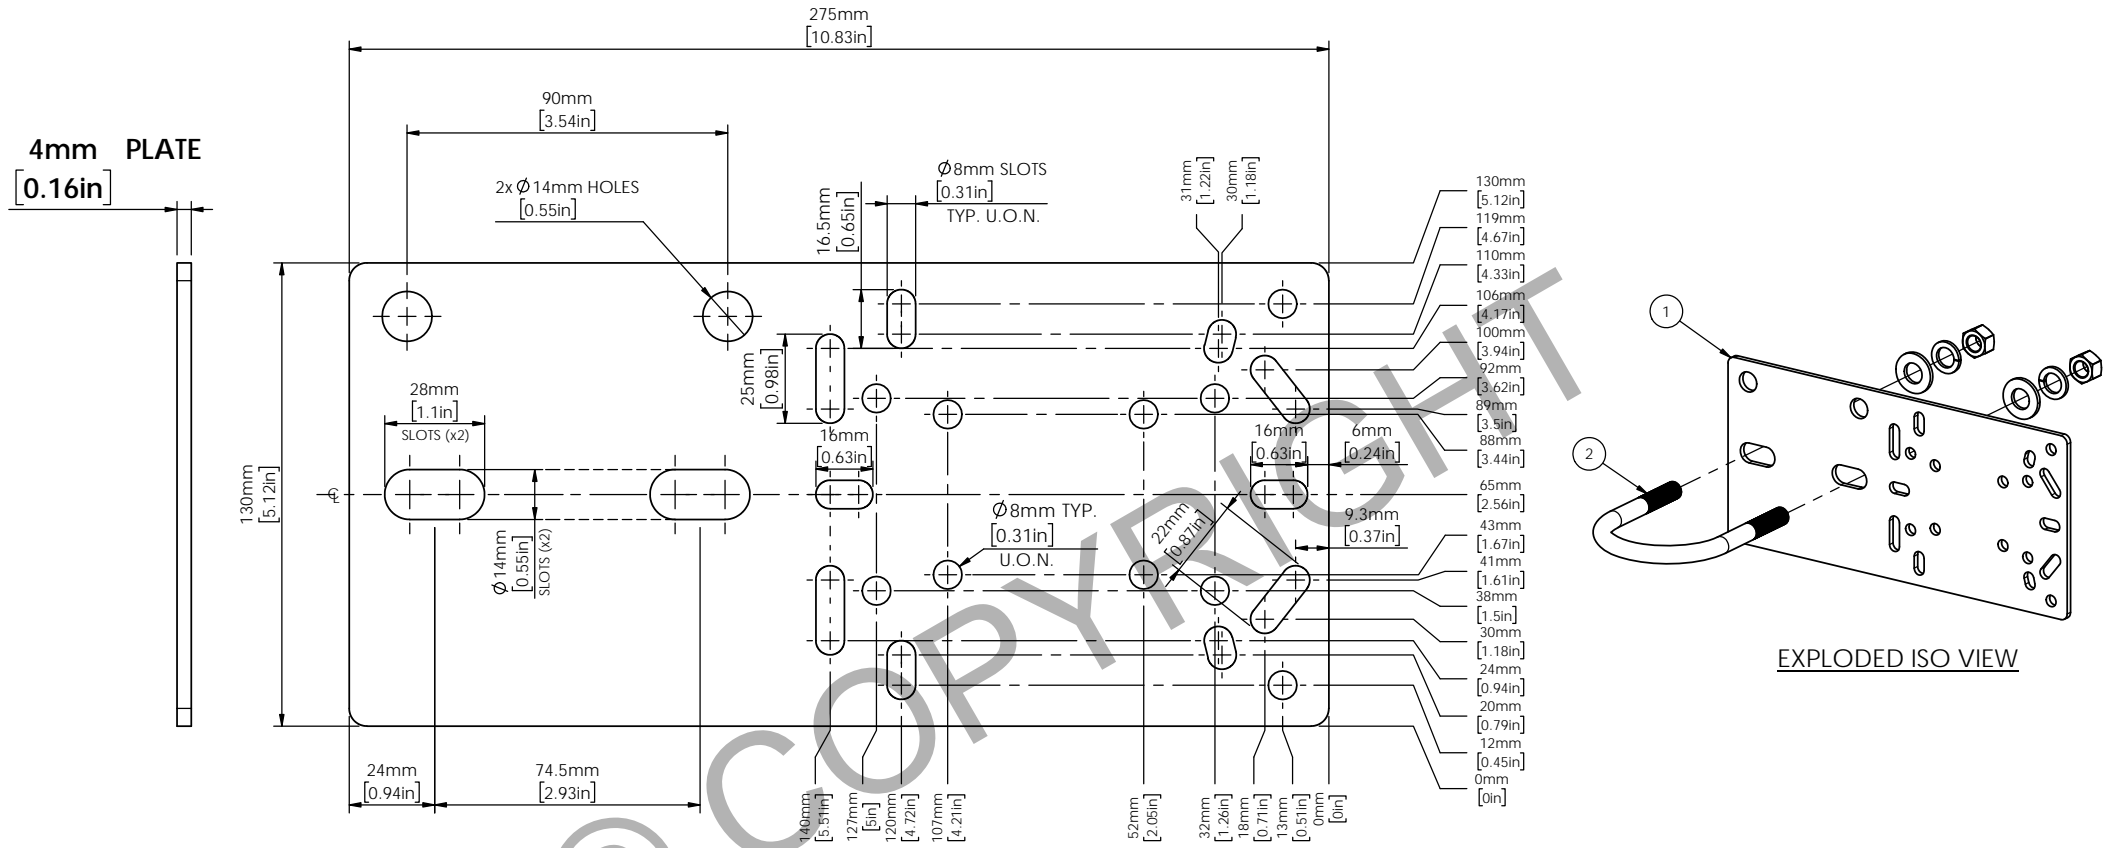 275mm
[10.83in]
90mm
[3.54in]
4mm PLATE
[0.16in]
2x Ø14mm HOLES
[0.55in]
16.5mm
[0.65in]
Ø8mm SLOTS
[0.31in]
TYP. U.O.N.
31mm
[1.22in]
30mm
[1.18in]
130mm
[5.12in]
119mm
[4.67in]
110mm
[4.33in]
106mm
[4.17in]
100mm
[3.94in]
92mm
[3.62in]
89mm
[3.5in]
88mm
[3.44in]
65mm
[2.56in]
43mm
[1.67in]
41mm
[1.61in]
38mm
[1.5in]
30mm
[1.18in]
24mm
[0.94in]
20mm
[0.79in]
12mm
[0.45in]
0mm
[0in]
25mm
[0.98in]
28mm
[1.1in]
SLOTS (x2)
16mm
[0.63in]
16mm
[0.63in]
6mm
[0.24in]
130mm
[5.12in]
CL
Ø14mm
[0.55in]
SLOTS (x2)
Ø8mm TYP.
[0.31in]
U.O.N.
22mm
[0.87in]
9.3mm
[0.37in]
24mm
[0.94in]
74.5mm
[2.93in]
140mm
[5.51in]
127mm
[5in]
120mm
[4.72in]
107mm
[4.21in]
52mm
[2.05in]
32mm
[1.26in]
18mm
[0.71in]
13mm
[0.51in]
0mm
[0in]
1
2
EXPLODED ISO VIEW
© COPYRIGHT